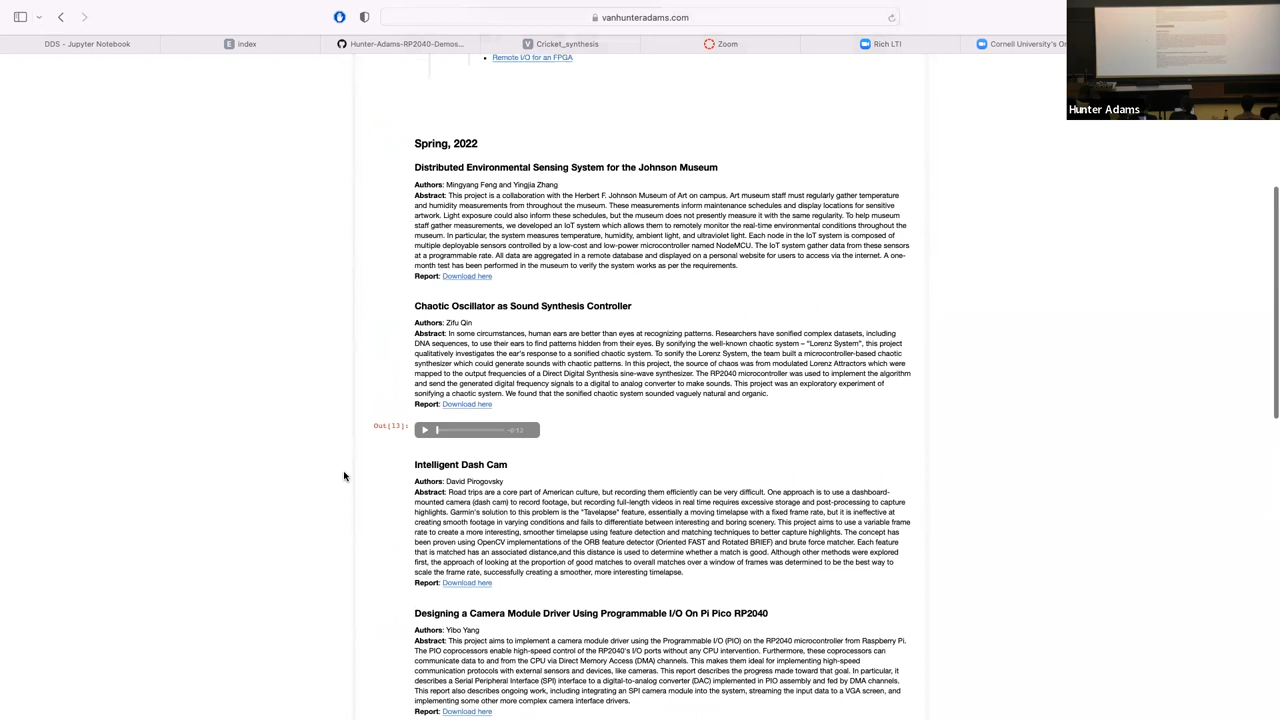 vanhunteradams.com
DDS - Jupyter Notebook
E index
Hunter-Adams-RP2040-Demos...
V Cricket_synthesis
Zoom
Rich LTI
Cornell University's On
Hunter Adams
Remote I/O for an FPGA
Spring, 2022
Distributed Environmental Sensing System for the Johnson Museum
Authors: Mingyang Feng and Yingjia Zhang
Abstract: This project is a collaboration with the Herbert F. Johnson Museum of Art on campus. Art museum staff must regularly gather temperature
and humidity measurements from throughout the museum. These measurements inform maintenance schedules and display locations for sensitive
artwork. Light exposure could also inform these schedules, but the museum does not presently measure it with the same regularity. To help museum
staff gather measurements, we developed an IoT system which allows them to remotely monitor the real-time environmental conditions throughout the
museum. In particular, the system measures temperature, humidity, ambient light, and ultraviolet light. Each node in the IoT system is composed of
multiple deployable sensors controlled by a low-cost and low-power microcontroller named NodeMCU. The IoT system gather data from these sensors
at a programmable rate. All data are aggregated in a remote database and displayed on a personal website for users to access via the internet. A one-
month test has been performed in the museum to verify the system works as per the requirements.
Report: Download here
Chaotic Oscillator as Sound Synthesis Controller
Authors: Zifu Qin
Abstract: In some circumstances, human ears are better than eyes at recognizing patterns. Researchers have sonified complex datasets, including
DNA sequences, to use their ears to find patterns hidden from their eyes. By sonifying the well-known chaotic system – "Lorenz System", this project
qualitatively investigates the ear's response to a sonified chaotic system. To sonify the Lorenz System, the team built a microcontroller-based chaotic
synthesizer which could generate sounds with chaotic patterns. In this project, the source of chaos was from modulated Lorenz Attractors which were
mapped to the output frequencies of a Direct Digital Synthesis sine-wave synthesizer. The RP2040 microcontroller was used to implement the algorithm
and send the generated digital frequency signals to a digital to analog converter to make sounds. This project was an exploratory experiment of
sonifying a chaotic system. We found that the sonified chaotic system sounded vaguely natural and organic.
Report: Download here
Out[13]:
Intelligent Dash Cam
Authors: David Pirogovsky
Abstract: Road trips are a core part of American culture, but recording them efficiently can be very difficult. One approach is to use a dashboard-
mounted camera (dash cam) to record footage, but recording full-length videos in real time requires excessive storage and post-processing to capture
highlights. Garmin's solution to this problem is the "Tavelapse" feature, essentially a moving timelapse with a fixed frame rate, but it is ineffective at
creating smooth footage in varying conditions and fails to differentiate between interesting and boring scenery. This project aims to use a variable frame
rate to create a more interesting, smoother timelapse using feature detection and matching techniques to better capture highlights. The concept has
been proven using OpenCV implementations of the ORB feature detector (Oriented FAST and Rotated BRIEF) and brute force matcher. Each feature
that is matched has an associated distance,and this distance is used to determine whether a match is good. Although other methods were explored
first, the approach of looking at the proportion of good matches to overall matches over a window of frames was determined to be the best way to
scale the frame rate, successfully creating a smoother, more interesting timelapse.
Report: Download here
Designing a Camera Module Driver Using Programmable I/O On Pi Pico RP2040
Authors: Yibo Yang
Abstract: This project aims to implement a camera module driver using the Programmable I/O (PIO) on the RP2040 microcontroller from Raspberry Pi.
The PIO coprocessors enable high-speed control of the RP2040's I/O ports without any CPU intervention. Furthermore, these coprocessors can
communicate data to and from the CPU via Direct Memory Access (DMA) channels. This makes them ideal for implementing high-speed
communication protocols with external sensors and devices, like cameras. This report describes the progress made toward that goal. In particular, it
describes a Serial Peripheral Interface (SPI) interface to a digital-to-analog converter (DAC) implemented in PIO assembly and fed by DMA channels.
This report also describes ongoing work, including integrating an SPI camera module into the system, streaming the input data to a VGA screen, and
implementing some other more complex camera interface drivers.
Report: Download here